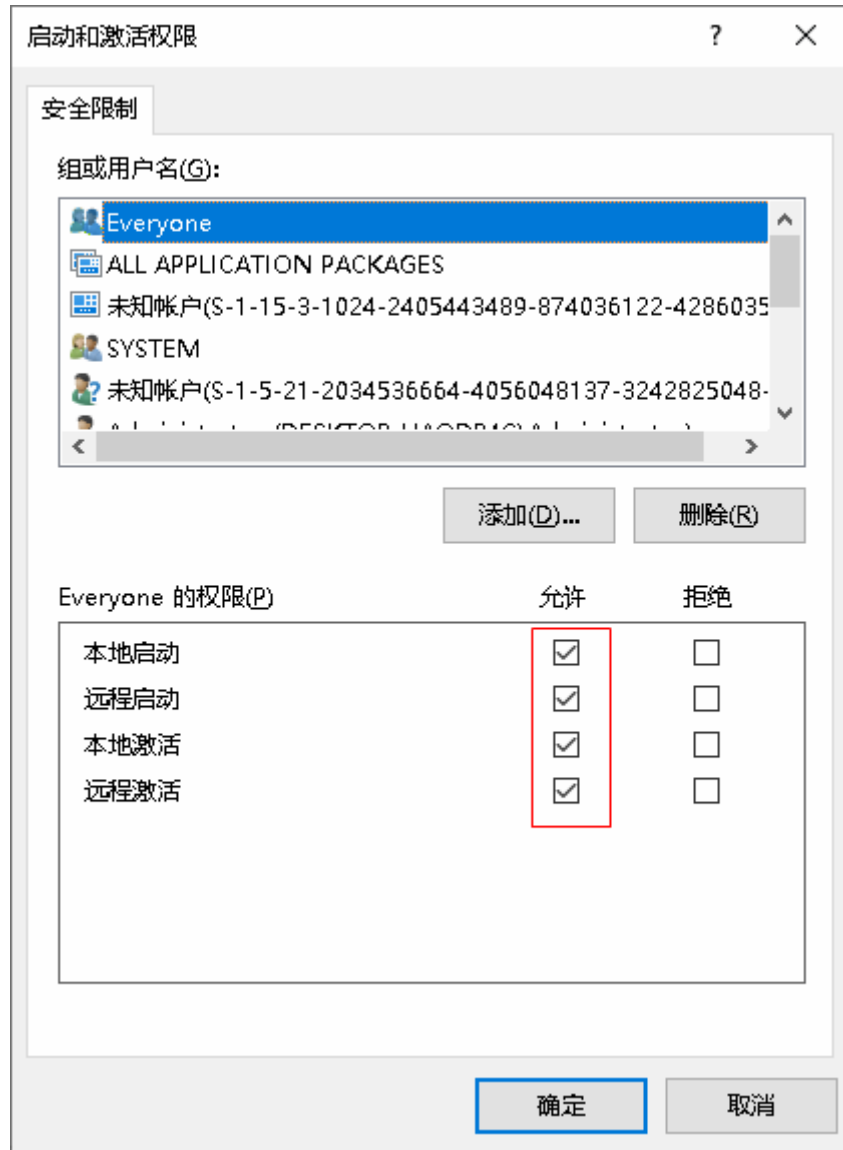 启动和激活权限
安全限制
组或用户名(G):
Everyone
ALL APPLICATION PACKAGES
未知帐户(S-1-15-3-1024-2405443489-874036122-4286035
SYSTEM
未知帐户(S-1-5-21-2034536664-4056048137-3242825048-
添加(D)... 删除(R)
Everyone 的权限(P) 允许 拒绝
本地启动
远程启动
本地激活
远程激活
确定 取消